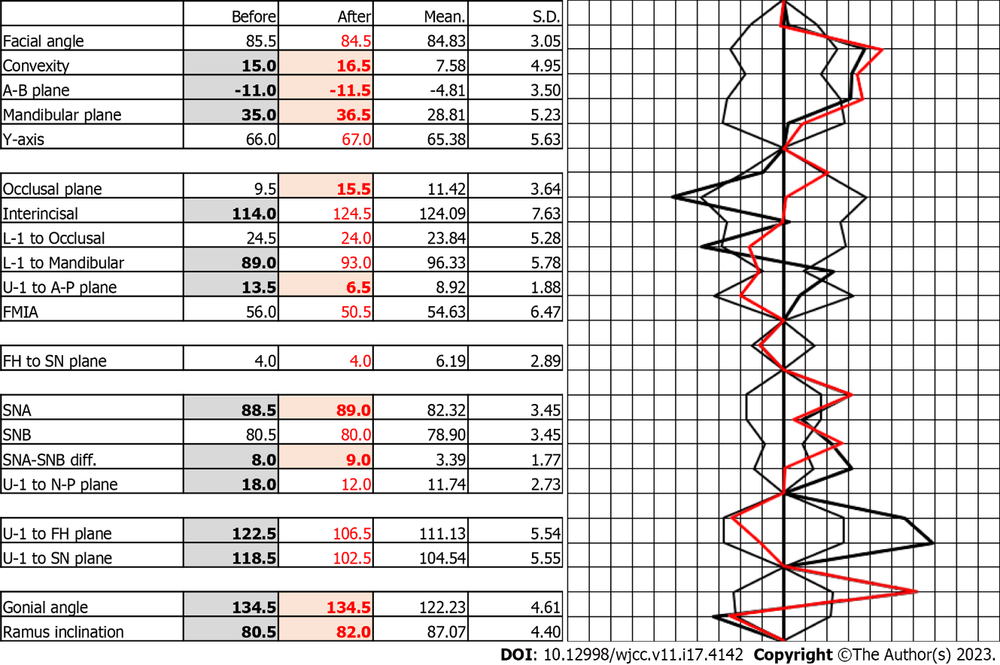 Before After Mean. S.D.
Facial angle 85.5 84.5 84.83 3.05
Convexity 15.0 16.5 7.58 4.95
A-B plane -11.0 -11.5 -4.81 3.50
Mandibular plane 35.0 36.5 28.81 5.23
Y-axis 66.0 67.0 65.38 5.63
Occlusal plane 9.5 15.5 11.42 3.64
Interincisal 114.0 124.5 124.09 7.63
L-1 to Occlusal 24.5 24.0 23.84 5.28
L-1 to Mandibular 89.0 93.0 96.33 5.78
U-1 to A-P plane 13.5 6.5 8.92 1.88
FMIA 56.0 50.5 54.63 6.47
FH to SN plane 4.0 4.0 6.19 2.89
SNA 88.5 89.0 82.32 3.45
SNB 80.5 80.0 78.90 3.45
SNA-SNB diff. 8.0 9.0 3.39 1.77
U-1 to N-P plane 18.0 12.0 11.74 2.73
U-1 to FH plane 122.5 106.5 111.13 5.54
U-1 to SN plane 118.5 102.5 104.54 5.55
Gonial angle 134.5 134.5 122.23 4.61
Ramus inclination 80.5 82.0 87.07 4.40
DOI: 10.12998/wjcc.v11.i17.4142 Copyright ©The Author(s) 2023.